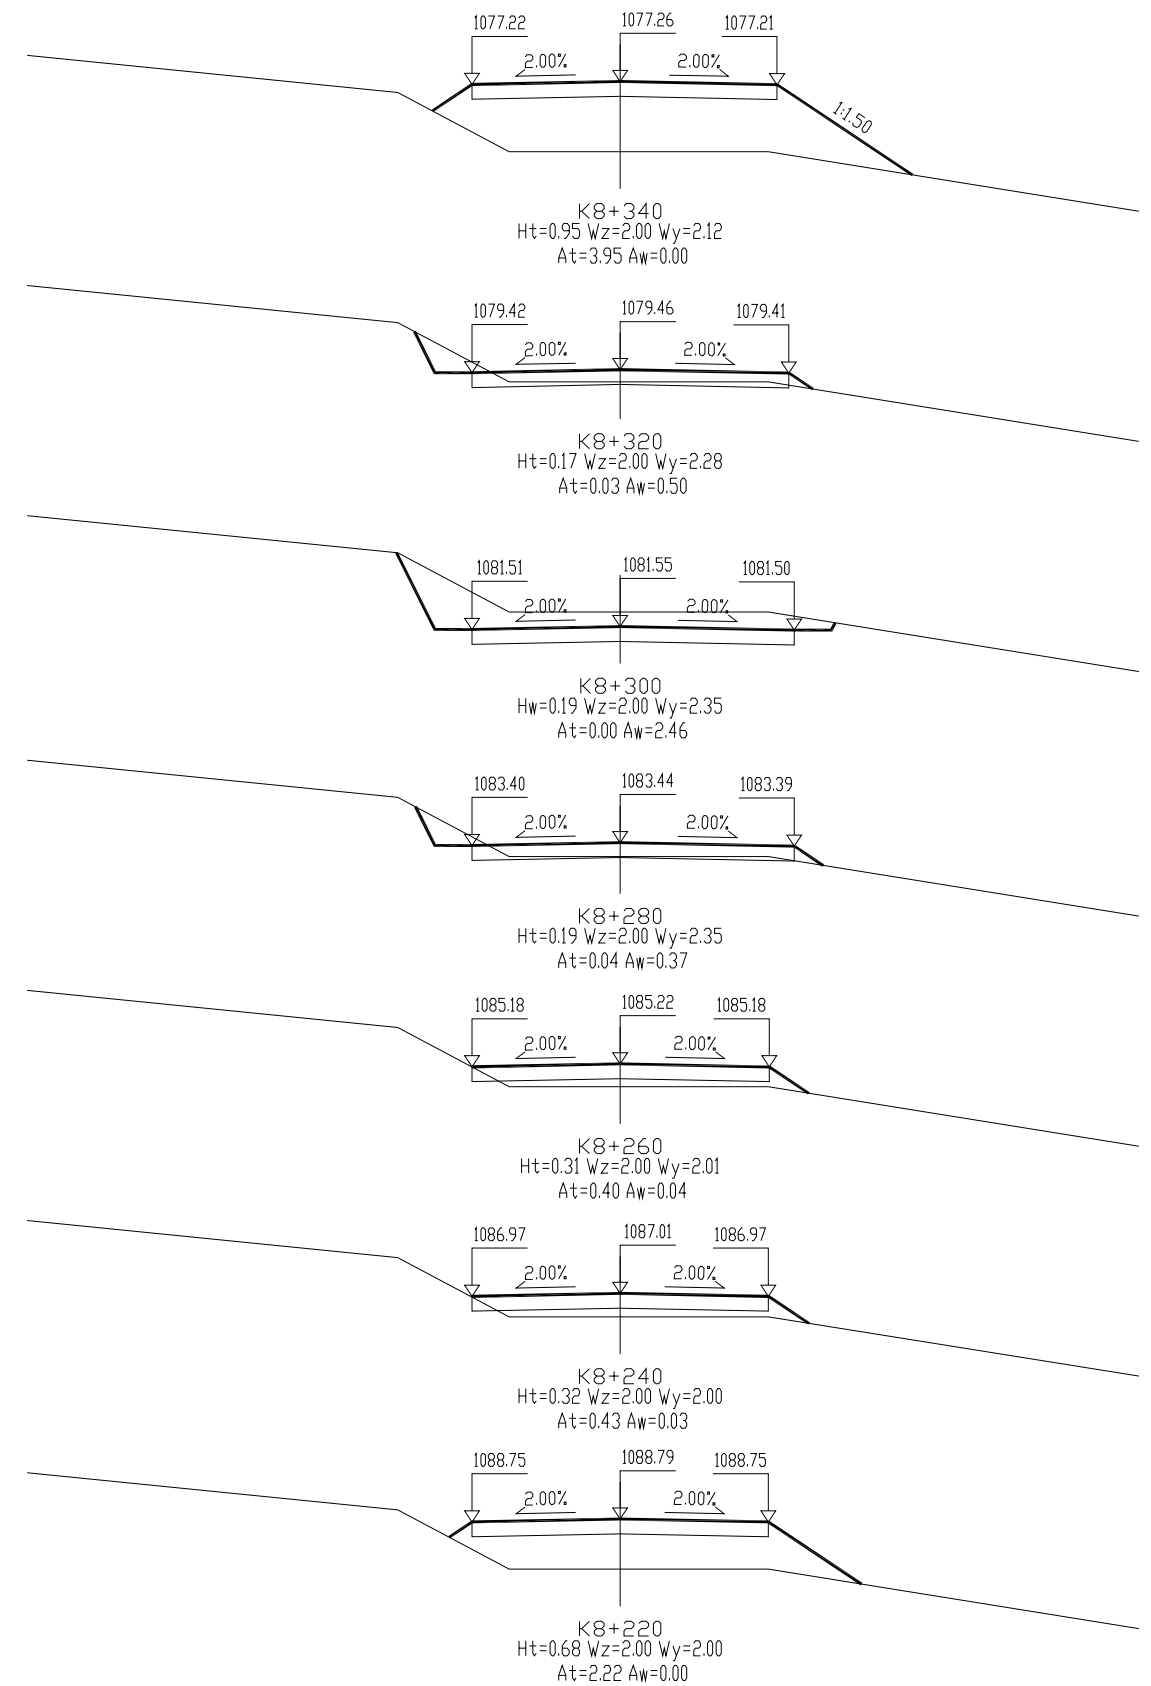 1077.22 1077.26 1077.21
2.00% 2.00%
1:1.50
K8+340
Ht=0.95 Wz=2.00 Wy=2.12
At=3.95 Aw=0.00
1079.42 1079.46 1079.41
2.00% 2.00%
K8+320
Ht=0.17 Wz=2.00 Wy=2.28
At=0.03 Aw=0.50
1081.51 1081.55 1081.50
2.00% 2.00%
K8+300
Hw=0.19 Wz=2.00 Wy=2.35
At=0.00 Aw=2.46
1083.40 1083.44 1083.39
2.00% 2.00%
K8+280
Ht=0.19 Wz=2.00 Wy=2.35
At=0.04 Aw=0.37
1085.18 1085.22 1085.18
2.00% 2.00%
K8+260
Ht=0.31 Wz=2.00 Wy=2.01
At=0.40 Aw=0.04
1086.97 1087.01 1086.97
2.00% 2.00%
K8+240
Ht=0.32 Wz=2.00 Wy=2.00
At=0.43 Aw=0.03
1088.75 1088.79 1088.75
2.00% 2.00%
K8+220
Ht=0.68 Wz=2.00 Wy=2.00
At=2.22 Aw=0.00